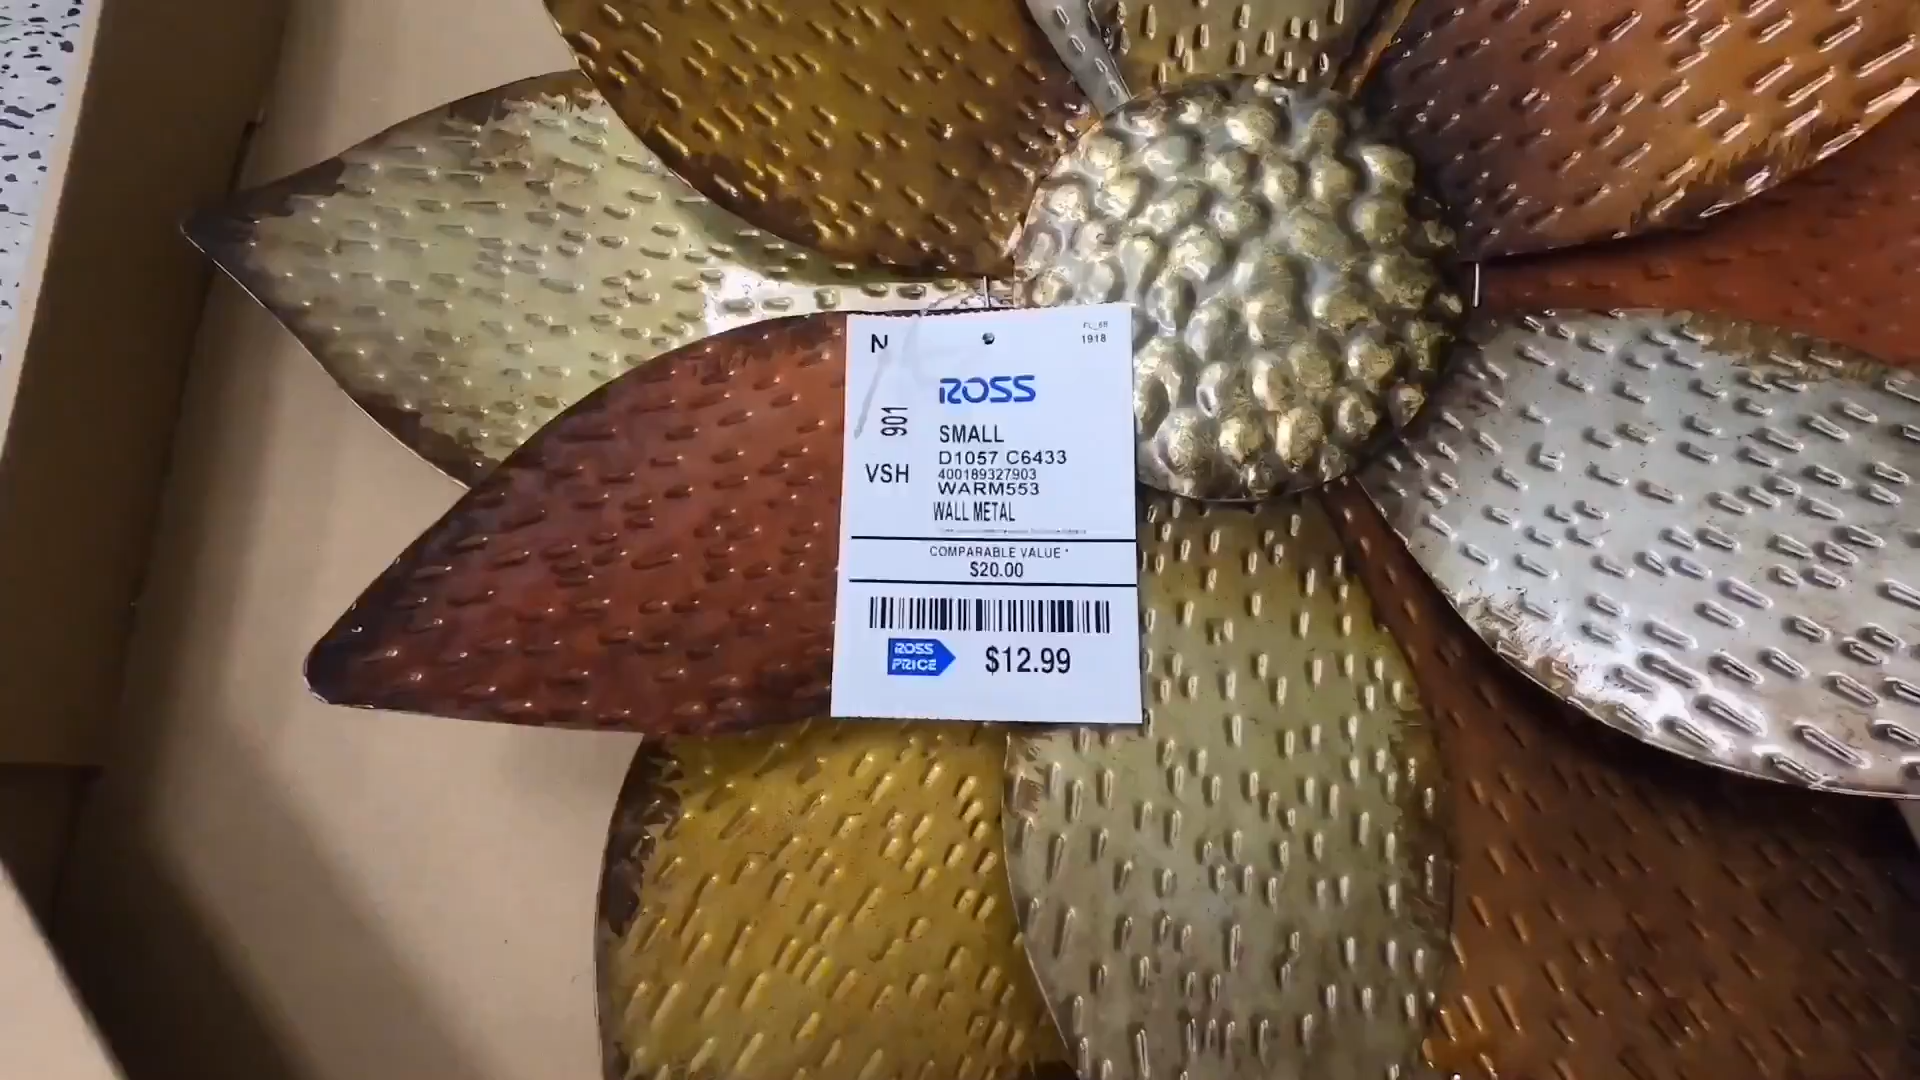 N
FL_68
1918
ROSS
901
SMALL
D1057 C6433
VSH
400189327903
WARM553
WALL METAL
COMPARABLE VALUE *
$20.00
ROSS
PRICE
$12.99